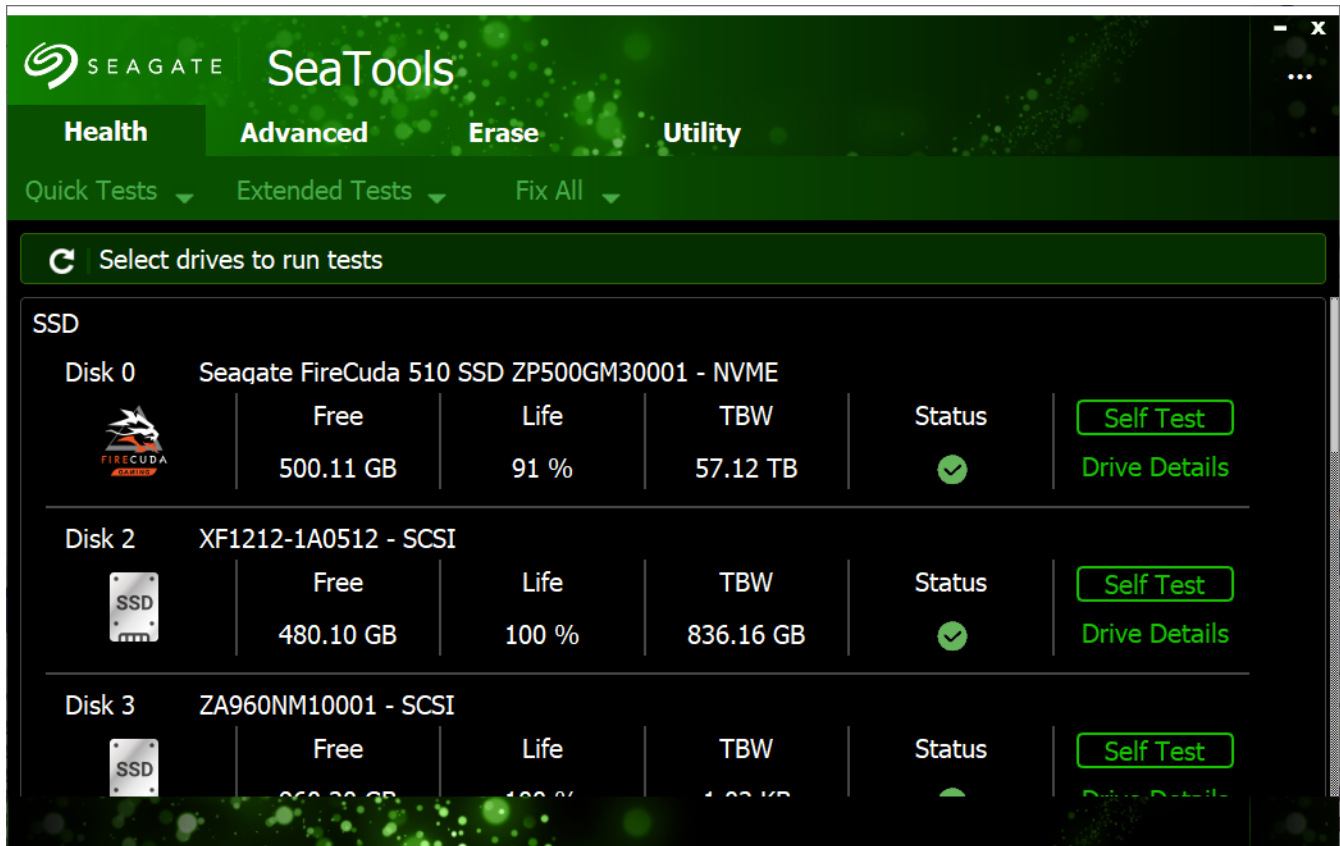 SEAGATE SeaTools
- x
...
Health Advanced Erase Utility
Quick Tests Extended Tests Fix All
Select drives to run tests
SSD
Disk 0 Seagate FireCuda 510 SSD ZP500GM30001 - NVME
Free Life TBW Status Self Test
FIRECUDA
GAMING
500.11 GB 91 % 57.12 TB Drive Details
Disk 2 XF1212-1A0512 - SCSI
Free Life TBW Status Self Test
SSD
480.10 GB 100 % 836.16 GB Drive Details
Disk 3 ZA960NM10001 - SCSI
Free Life TBW Status Self Test
SSD
100 % Drive Details